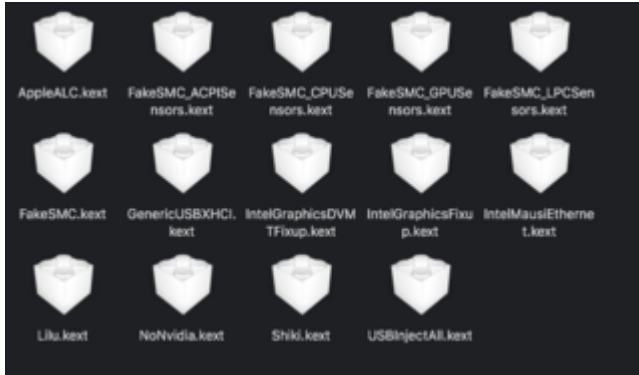 AppleALC.kext FakeSMC_ACPISe FakeSMC_CPUSe FakeSMC_GPUSe FakeSMC_LPCSen
nsors.kext nsors.kext nsors.kext sors.kext
FakeSMC.kext GenericUSBXHCI. IntelGraphicsDVM IntelGraphicsFixu IntelMausiEtherne
kext TFixup.kext p.kext t.kext
Lilu.kext NoNvidia.kext Shiki.kext USBInjectAll.kext